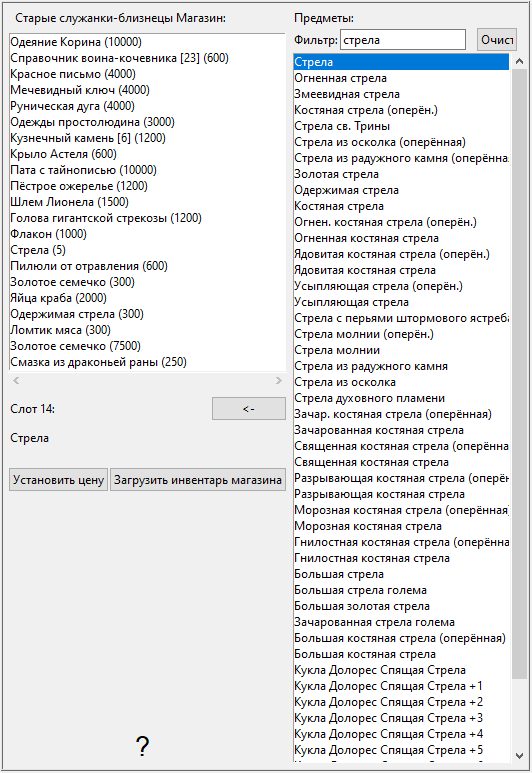 Старые служанки-близнецы Магазин:
Одеяние Корина (10000)
Справочник воина-кочевника [23] (600)
Красное письмо (4000)
Мечевидный ключ (4000)
Руническая дуга (4000)
Одежды простолюдина (3000)
Кузнечный камень [6] (1200)
Крыло Астеля (600)
Пата с тайнописью (10000)
Пёстрое ожерелье (1200)
Шлем Лионела (1500)
Голова гигантской стрекозы (1200)
Флакон (1000)
Стрела (5)
Пилюли от отравления (600)
Золотое семечко (300)
Яйца краба (2000)
Одержимая стрела (300)
Ломтик мяса (300)
Золотое семечко (7500)
Смазка из драконьей раны (250)
Слот 14:
<-
Стрела
Установить цену
Загрузить инвентарь магазина
?
Предметы:
Фильтр:
стрела
Очист
Стрела
Огненная стрела
Змеевидная стрела
Костяная стрела (оперён.)
Стрела св. Трины
Стрела из осколка (оперённая)
Стрела из радужного камня (оперённа
Золотая стрела
Одержимая стрела
Костяная стрела
Огнен. костяная стрела (оперён.)
Огненная костяная стрела
Ядовитая костяная стрела (оперён.)
Ядовитая костяная стрела
Усыпляющая стрела (оперён.)
Усыпляющая стрела
Стрела с перьями штормового ястреба
Стрела молнии (оперён.)
Стрела молнии
Стрела из радужного камня
Стрела из осколка
Стрела духовного пламени
Зачар. костяная стрела (оперённая)
Зачарованная костяная стрела
Священная костяная стрела (оперённа
Священная костяная стрела
Разрывающая костяная стрела (оперён
Разрывающая костяная стрела
Морозная костяная стрела (оперённая
Морозная костяная стрела
Гнилостная костяная стрела (оперённа
Гнилостная костяная стрела
Большая стрела
Большая стрела голема
Большая золотая стрела
Зачарованная стрела голема
Большая костяная стрела (оперённая)
Большая костяная стрела
Кукла Долорес Спящая Стрела
Кукла Долорес Спящая Стрела +1
Кукла Долорес Спящая Стрела +2
Кукла Долорес Спящая Стрела +3
Кукла Долорес Спящая Стрела +4
Кукла Долорес Спящая Стрела +5